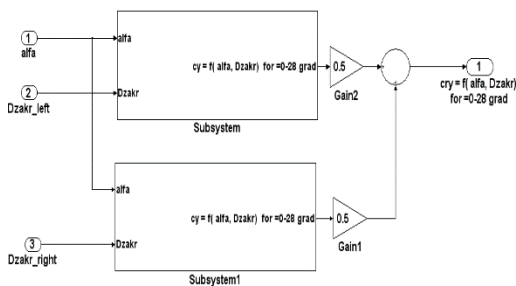 1
alfa
2
Dzakr_left
alfa
Dzakr
cy = f( alfa, Dzakr) for =0-28 grad
Subsystem
0.5
Gain2
1
cry = f( alfa, Dzakr)
for =0-28 grad
alfa
Dzakr
cy = f( alfa, Dzakr) for =0-28 grad
Subsystem1
0.5
Gain1
3
Dzakr_right